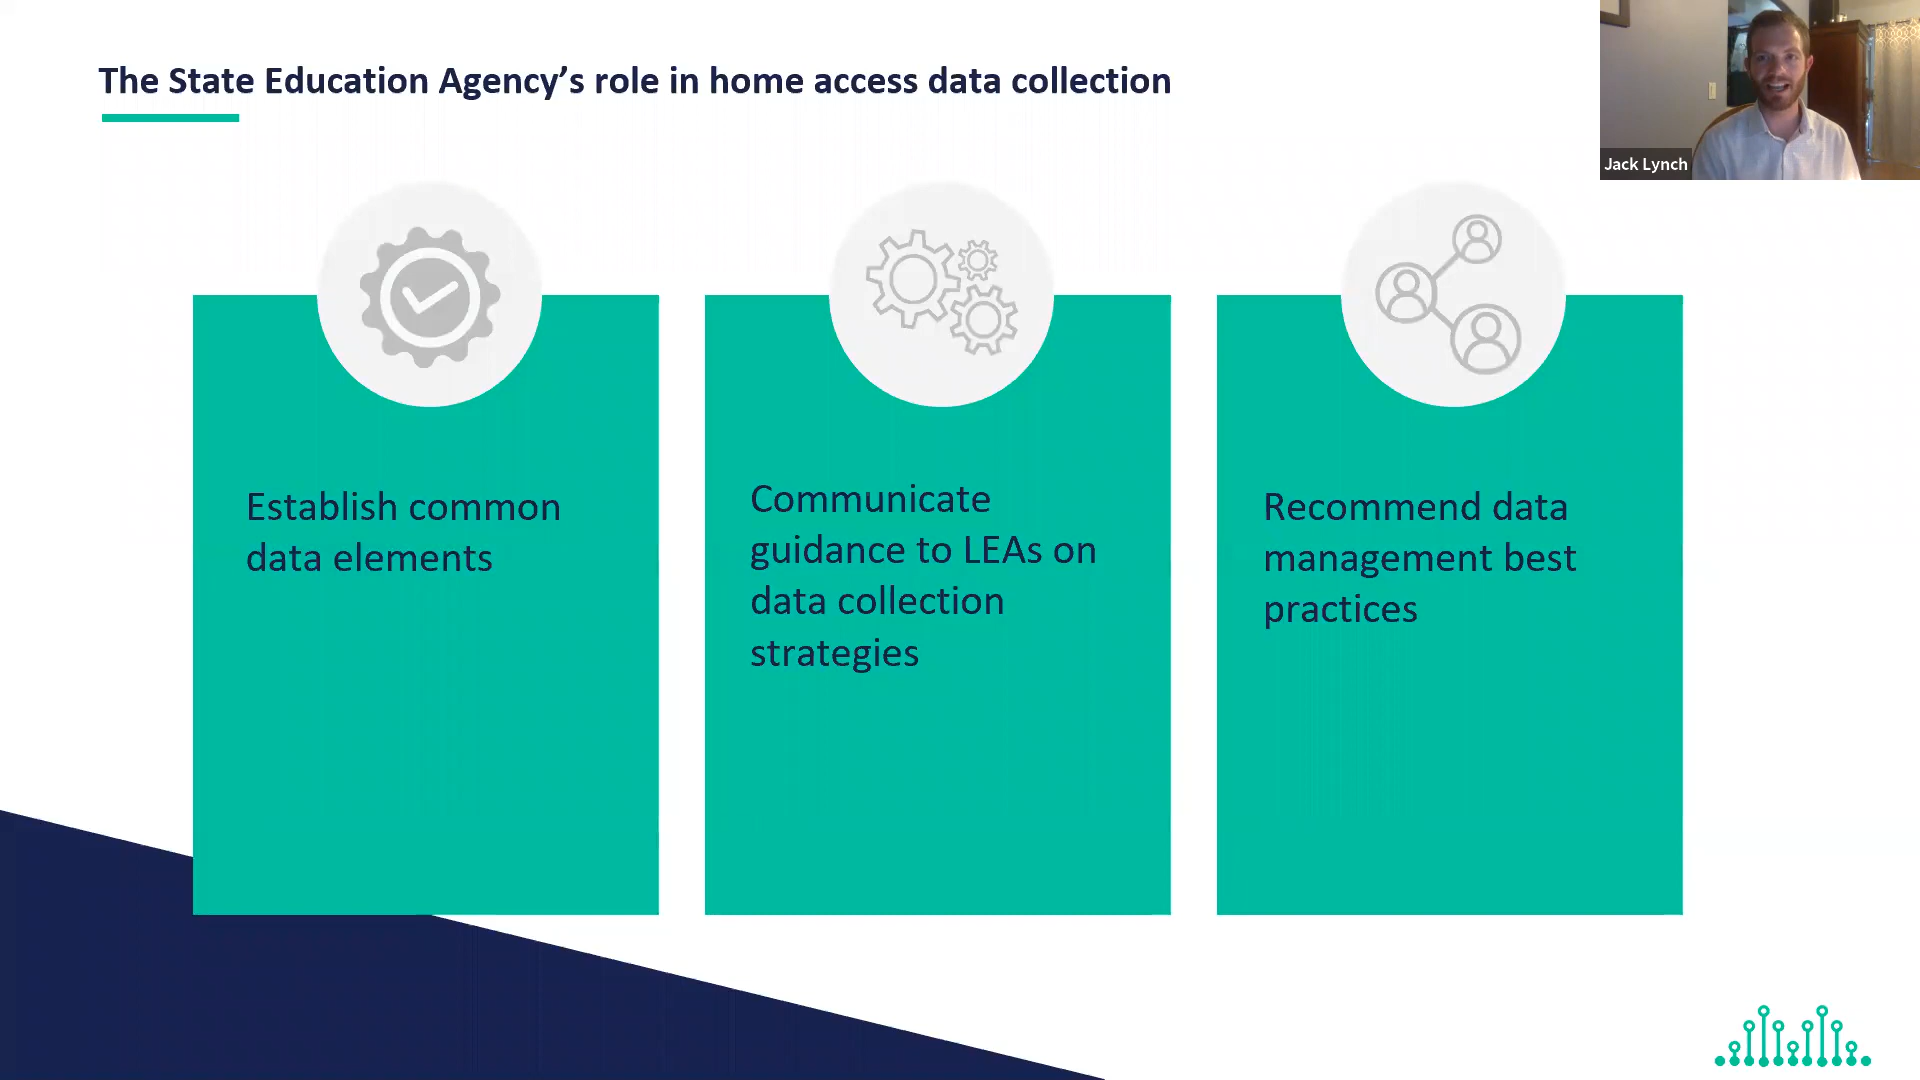 The State Education Agency’s role in home access data collection
Jack Lynch
Establish common
data elements
Communicate
guidance to LEAs on
data collection
strategies
Recommend data
management best
practices